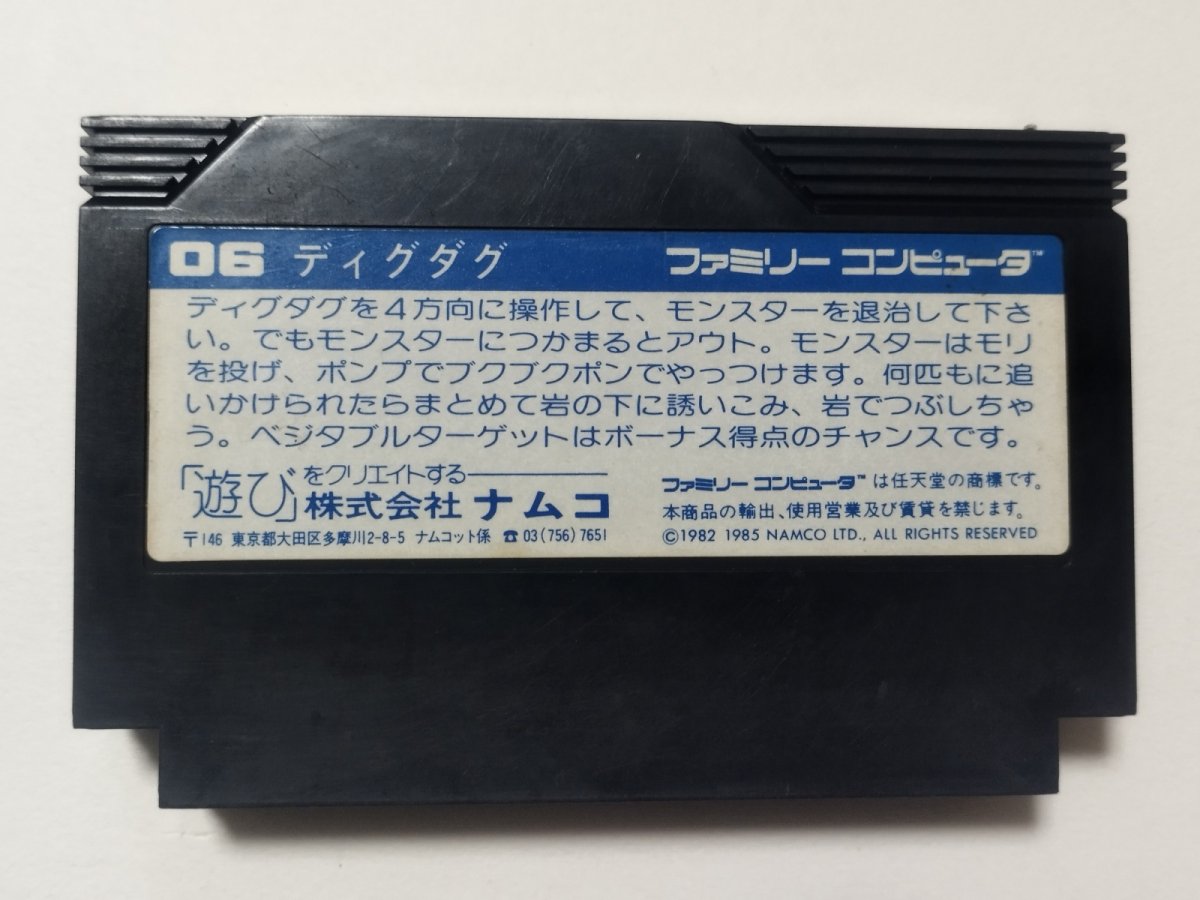 06 ディグダグ ファミリー コンピュータ™
ディグダグを4方向に操作して、モンスターを退治して下さ
い。でもモンスターにつかまるとアウト。モンスターはモリ
を投げ、ポンプでブクブクポンでやっつけます。何匹もに追
いかけられたらまとめて岩の下に誘いこみ、岩でつぶしちゃ
う。ベジタブルターゲットはボーナス得点のチャンスです。
「遊び」をクリエイトする
株式会社 ナムコ
〒146 東京都大田区多摩川2-8-5 ナムコット係 ☎03(756)7651
ファミリー コンピュータ™は任天堂の商標です。
本商品の輸出、使用営業及び賃貸を禁じます。
©1982 1985 NAMCO LTD., ALL RIGHTS RESERVED